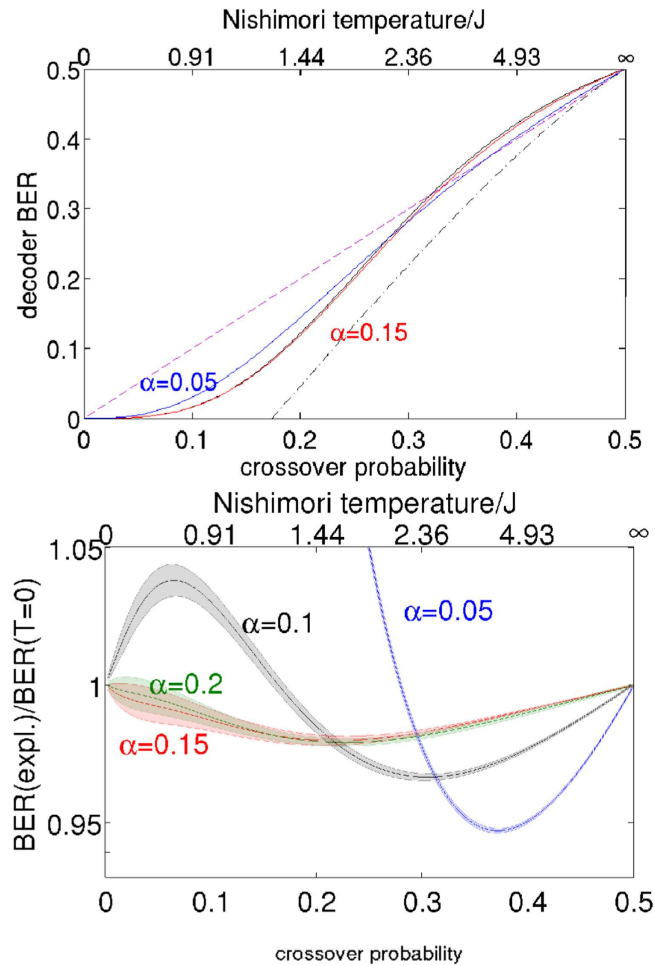 Nishimori temperature/J
0 0.91 1.44 2.36 4.93 ∞
0.5
0.4
0.3
0.2
0.1
0
decoder BER
α=0.05
α=0.15
0 0.1 0.2 0.3 0.4 0.5
crossover probability
Nishimori temperature/J
0 0.91 1.44 2.36 4.93 ∞
1.05
1
0.95
BER(expl.)/BER(T=0)
α=0.05
α=0.1
α=0.2
α=0.15
0 0.1 0.2 0.3 0.4 0.5
crossover probability